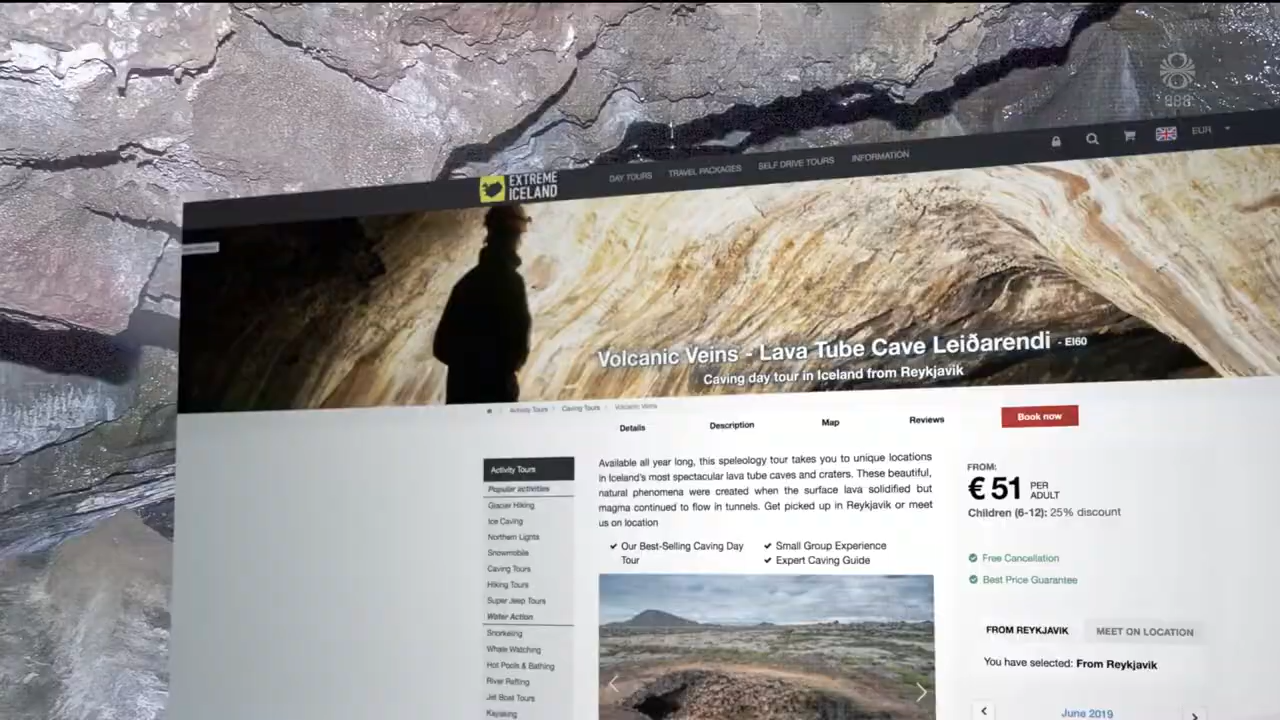 888
EXTREME
ICELAND
DAY TOURS
TRAVEL PACKAGES
SELF DRIVE TOURS
INFORMATION
EUR
Volcanic Veins - Lava Tube Cave Leiðarendi - EI60
Caving day tour in Iceland from Reykjavik
Activity Tours
Caving Tours
Volcanic Veins
Details
Description
Map
Reviews
Book now
Activity Tours
Popular activities
Glacier Hiking
Ice Caving
Northern Lights
Snowmobile
Caving Tours
Hiking Tours
Super Jeep Tours
Water Action
Snorkeling
Whale Watching
Hot Pools & Bathing
River Rafting
Jet Boat Tours
Kayaking
Available all year long, this speleology tour takes you to unique locations
in Iceland's most spectacular lava tube caves and craters. These beautiful,
natural phenomena were created when the surface lava solidified but
magma continued to flow in tunnels. Get picked up in Reykjavik or meet
us on location
Our Best-Selling Caving Day
Tour
Small Group Experience
Expert Caving Guide
FROM:
€ 51 PER
ADULT
Children (6-12): 25% discount
Free Cancellation
Best Price Guarantee
FROM REYKJAVIK
MEET ON LOCATION
You have selected: From Reykjavik
June 2019